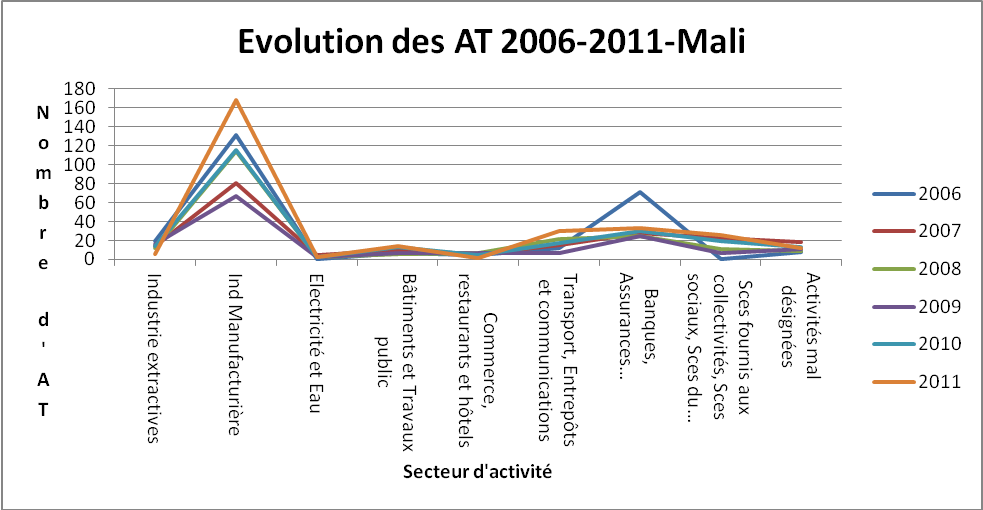 Evolution des AT 2006-2011-Mali
Nombre d'AT
180
160
140
120
100
80
60
40
20
0
Industrie extractives
Ind Manufacturière
Electricité et Eau
Bâtiments et Travaux
public
Commerce,
restaurants et hôtels
Transport, Entrepôts
et communications
Banques,
Assurances...
Sces fournis aux
collectivités, Sces
sociaux, Sces du...
Activités mal
désignées
Secteur d'activité
2006
2007
2008
2009
2010
2011